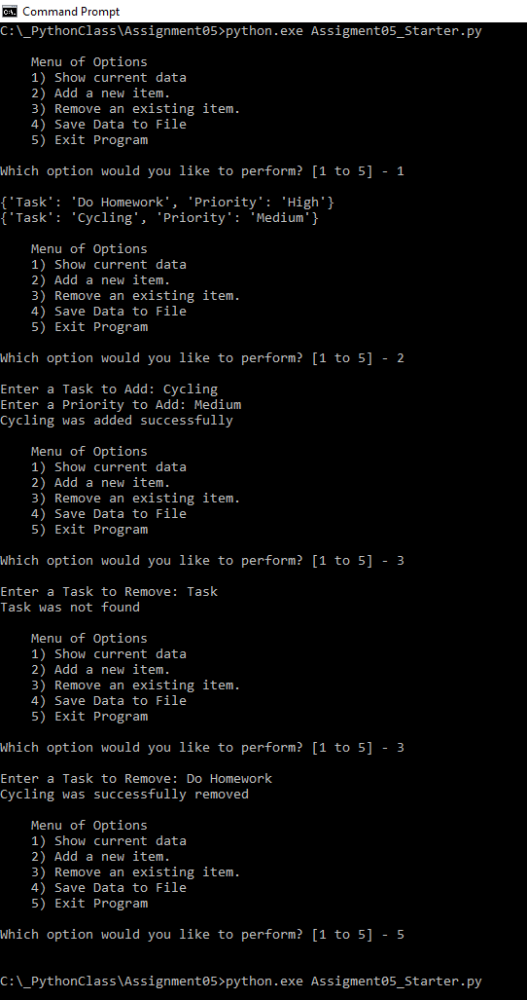 Command Prompt
C:\_PythonClass\Assignment05>python.exe Assigment05_Starter.py
Menu of Options
1) Show current data
2) Add a new item.
3) Remove an existing item.
4) Save Data to File
5) Exit Program
Which option would you like to perform? [1 to 5] - 1
{'Task': 'Do Homework', 'Priority': 'High'}
{'Task': 'Cycling', 'Priority': 'Medium'}
Menu of Options
1) Show current data
2) Add a new item.
3) Remove an existing item.
4) Save Data to File
5) Exit Program
Which option would you like to perform? [1 to 5] - 2
Enter a Task to Add: Cycling
Enter a Priority to Add: Medium
Cycling was added successfully
Menu of Options
1) Show current data
2) Add a new item.
3) Remove an existing item.
4) Save Data to File
5) Exit Program
Which option would you like to perform? [1 to 5] - 3
Enter a Task to Remove: Task
Task was not found
Menu of Options
1) Show current data
2) Add a new item.
3) Remove an existing item.
4) Save Data to File
5) Exit Program
Which option would you like to perform? [1 to 5] - 3
Enter a Task to Remove: Do Homework
Cycling was successfully removed
Menu of Options
1) Show current data
2) Add a new item.
3) Remove an existing item.
4) Save Data to File
5) Exit Program
Which option would you like to perform? [1 to 5] - 5
C:\_PythonClass\Assignment05>python.exe Assigment05_Starter.py